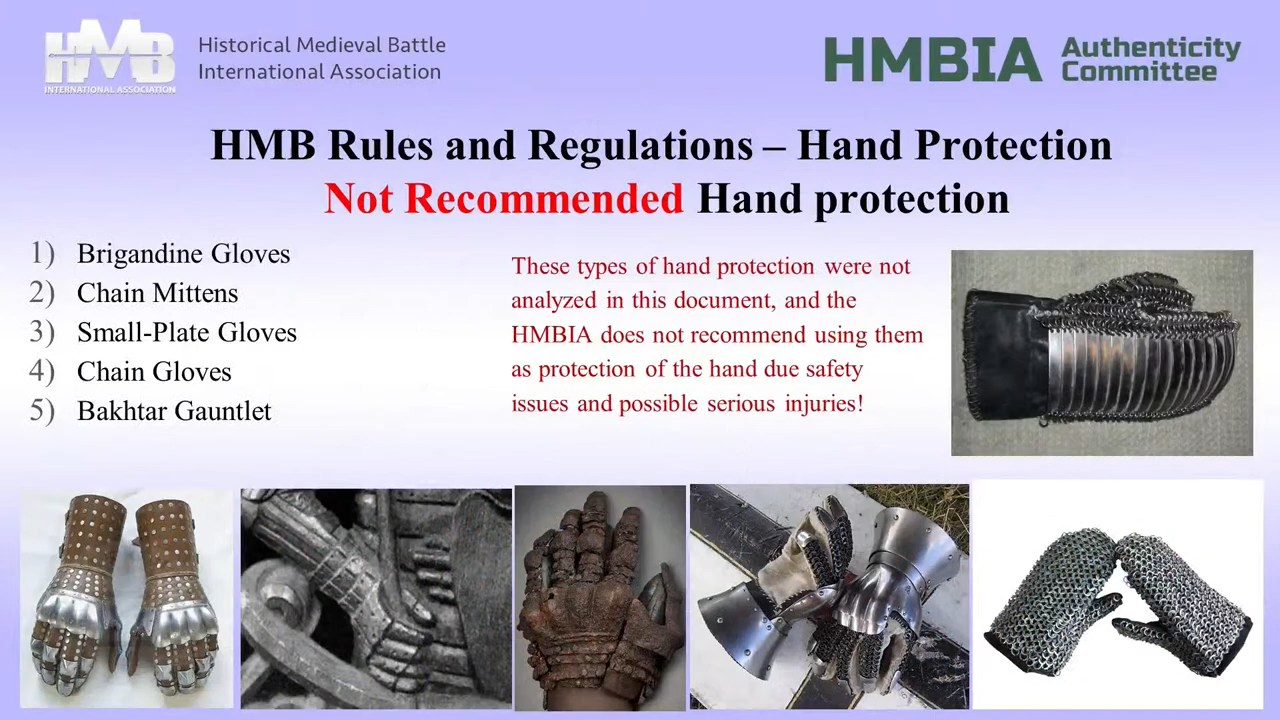 HMB
INTERNATIONAL ASSOCIATION
Historical Medieval Battle
International Association
HMBIA
Authenticity
Committee
HMB Rules and Regulations – Hand Protection
Not Recommended Hand protection
1) Brigandine Gloves
2) Chain Mittens
3) Small-Plate Gloves
4) Chain Gloves
5) Bakhtar Gauntlet
These types of hand protection were not
analyzed in this document, and the
HMBIA does not recommend using them
as protection of the hand due safety
issues and possible serious injuries!